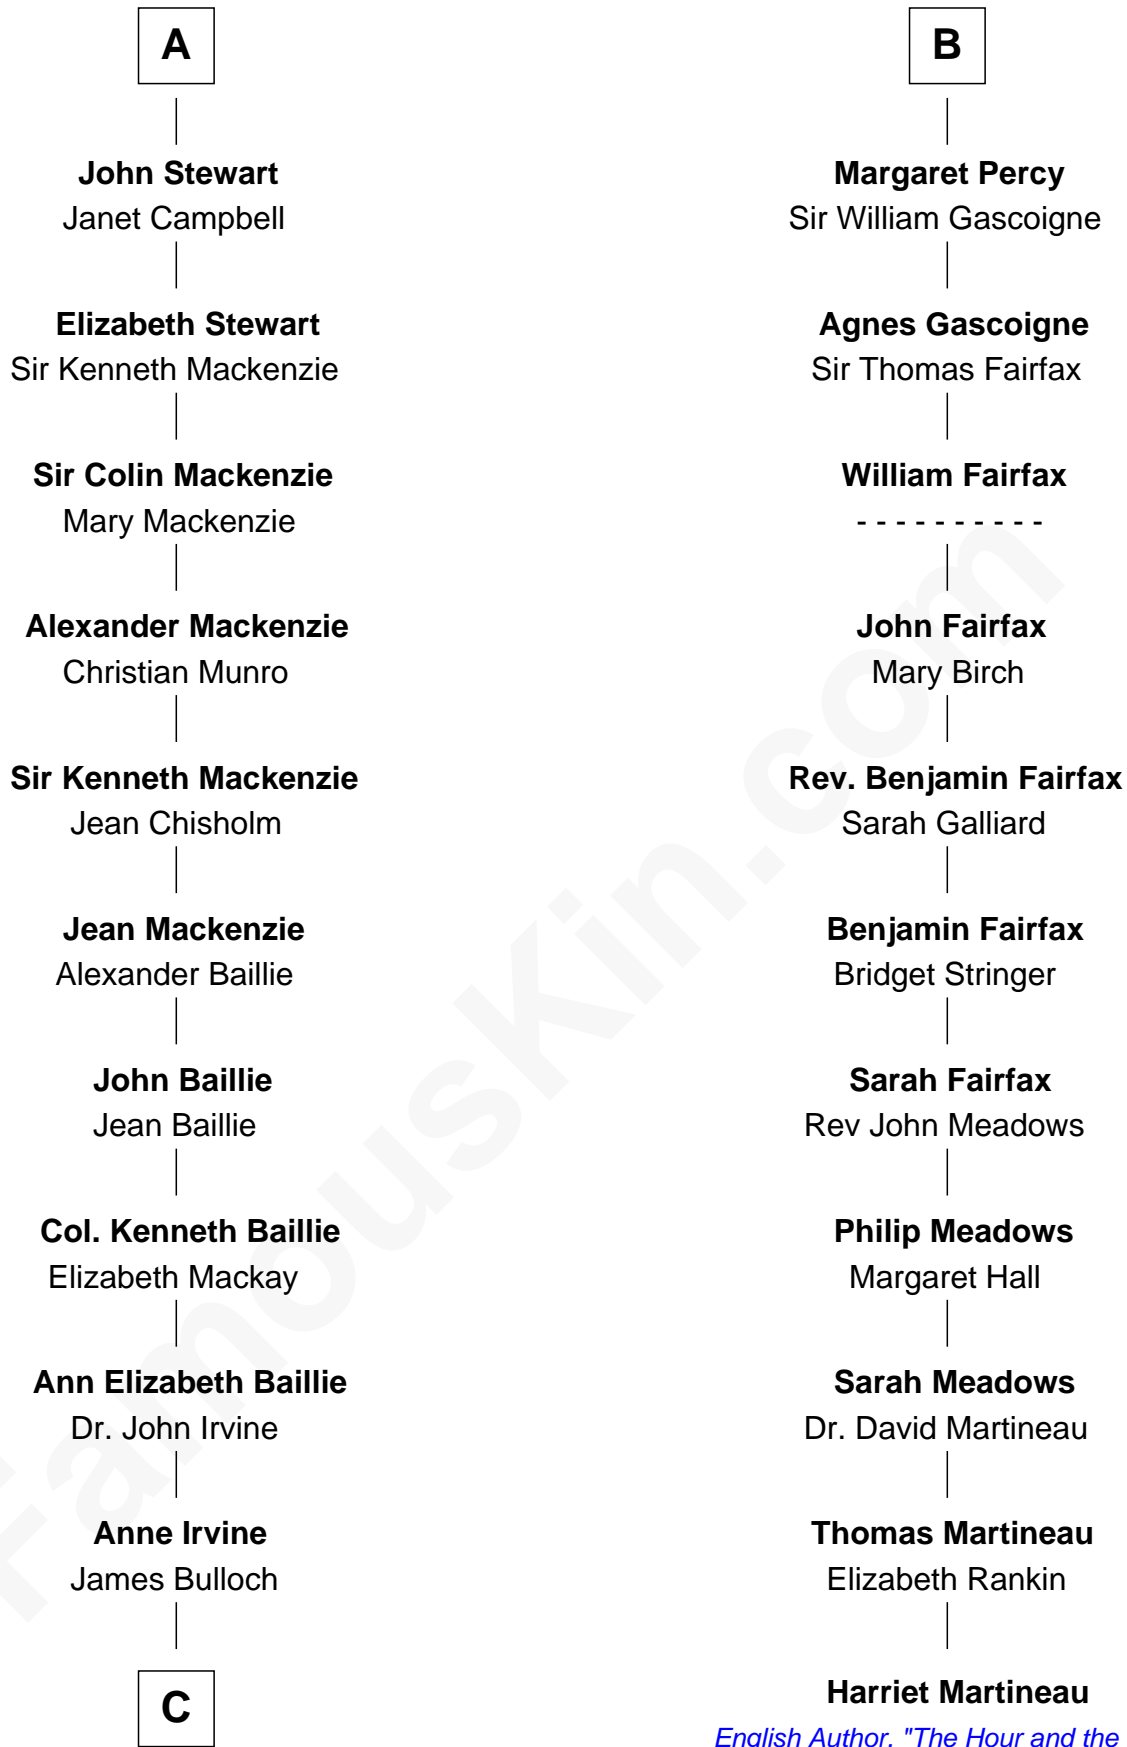 A
John Stewart
Janet Campbell
Elizabeth Stewart
Sir Kenneth Mackenzie
Sir Colin Mackenzie
Mary Mackenzie
Alexander Mackenzie
Christian Munro
Sir Kenneth Mackenzie
Jean Chisholm
Jean Mackenzie
Alexander Baillie
John Baillie
Jean Baillie
Col. Kenneth Baillie
Elizabeth Mackay
Ann Elizabeth Baillie
Dr. John Irvine
Anne Irvine
James Bulloch
C
B
Margaret Percy
Sir William Gascoigne
Agnes Gascoigne
Sir Thomas Fairfax
William Fairfax
- - - - - - - - - -
John Fairfax
Mary Birch
Rev. Benjamin Fairfax
Sarah Galliard
Benjamin Fairfax
Bridget Stringer
Sarah Fairfax
Rev John Meadows
Philip Meadows
Margaret Hall
Sarah Meadows
Dr. David Martineau
Thomas Martineau
Elizabeth Rankin
Harriet Martineau
English Author, "The Hour and the
FamousKin.com